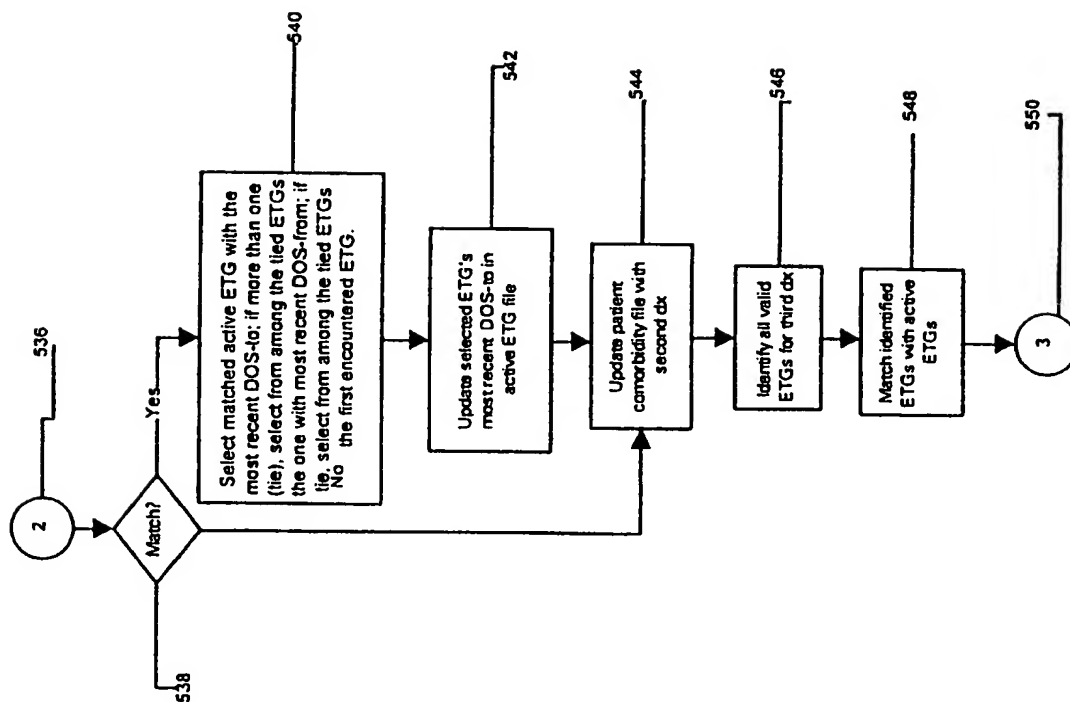 2
536
Match?
538
Yes
Select matched active ETG with the
most recent DOS-to; if more than one
(tie), select from among the tied ETGs
the one with most recent DOS-from; if
tie, select from among the tied ETGs
No the first encountered ETG.
540
Update selected ETG's
most recent DOS-to in
active ETG file
542
Update patient
comorbidity file with
second dx
544
Identify all valid
ETGs for third dx
546
Match identified
ETGs with active
ETGs
548
3
550